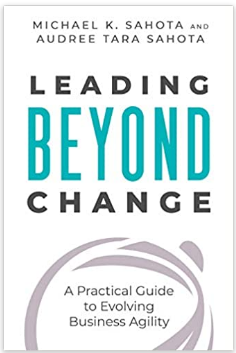 MICHAEL K. SAHOTA AND
AUDREE TARA SAHOTA
LEADING
BEYOND
CHANGE
A Practical Guide
to Evolving
Business Agility